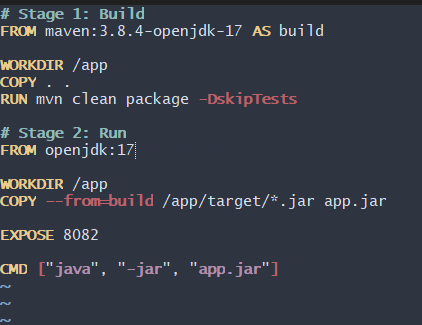 # Stage 1: Build
FROM maven:3.8.4-openjdk-17 AS build
WORKDIR /app
COPY . .
RUN mvn clean package -DskipTests
# Stage 2: Run
FROM openjdk:17
WORKDIR /app
COPY --from=build /app/target/*.jar app.jar
EXPOSE 8082
CMD ["java", "-jar", "app.jar"]
~
~
~